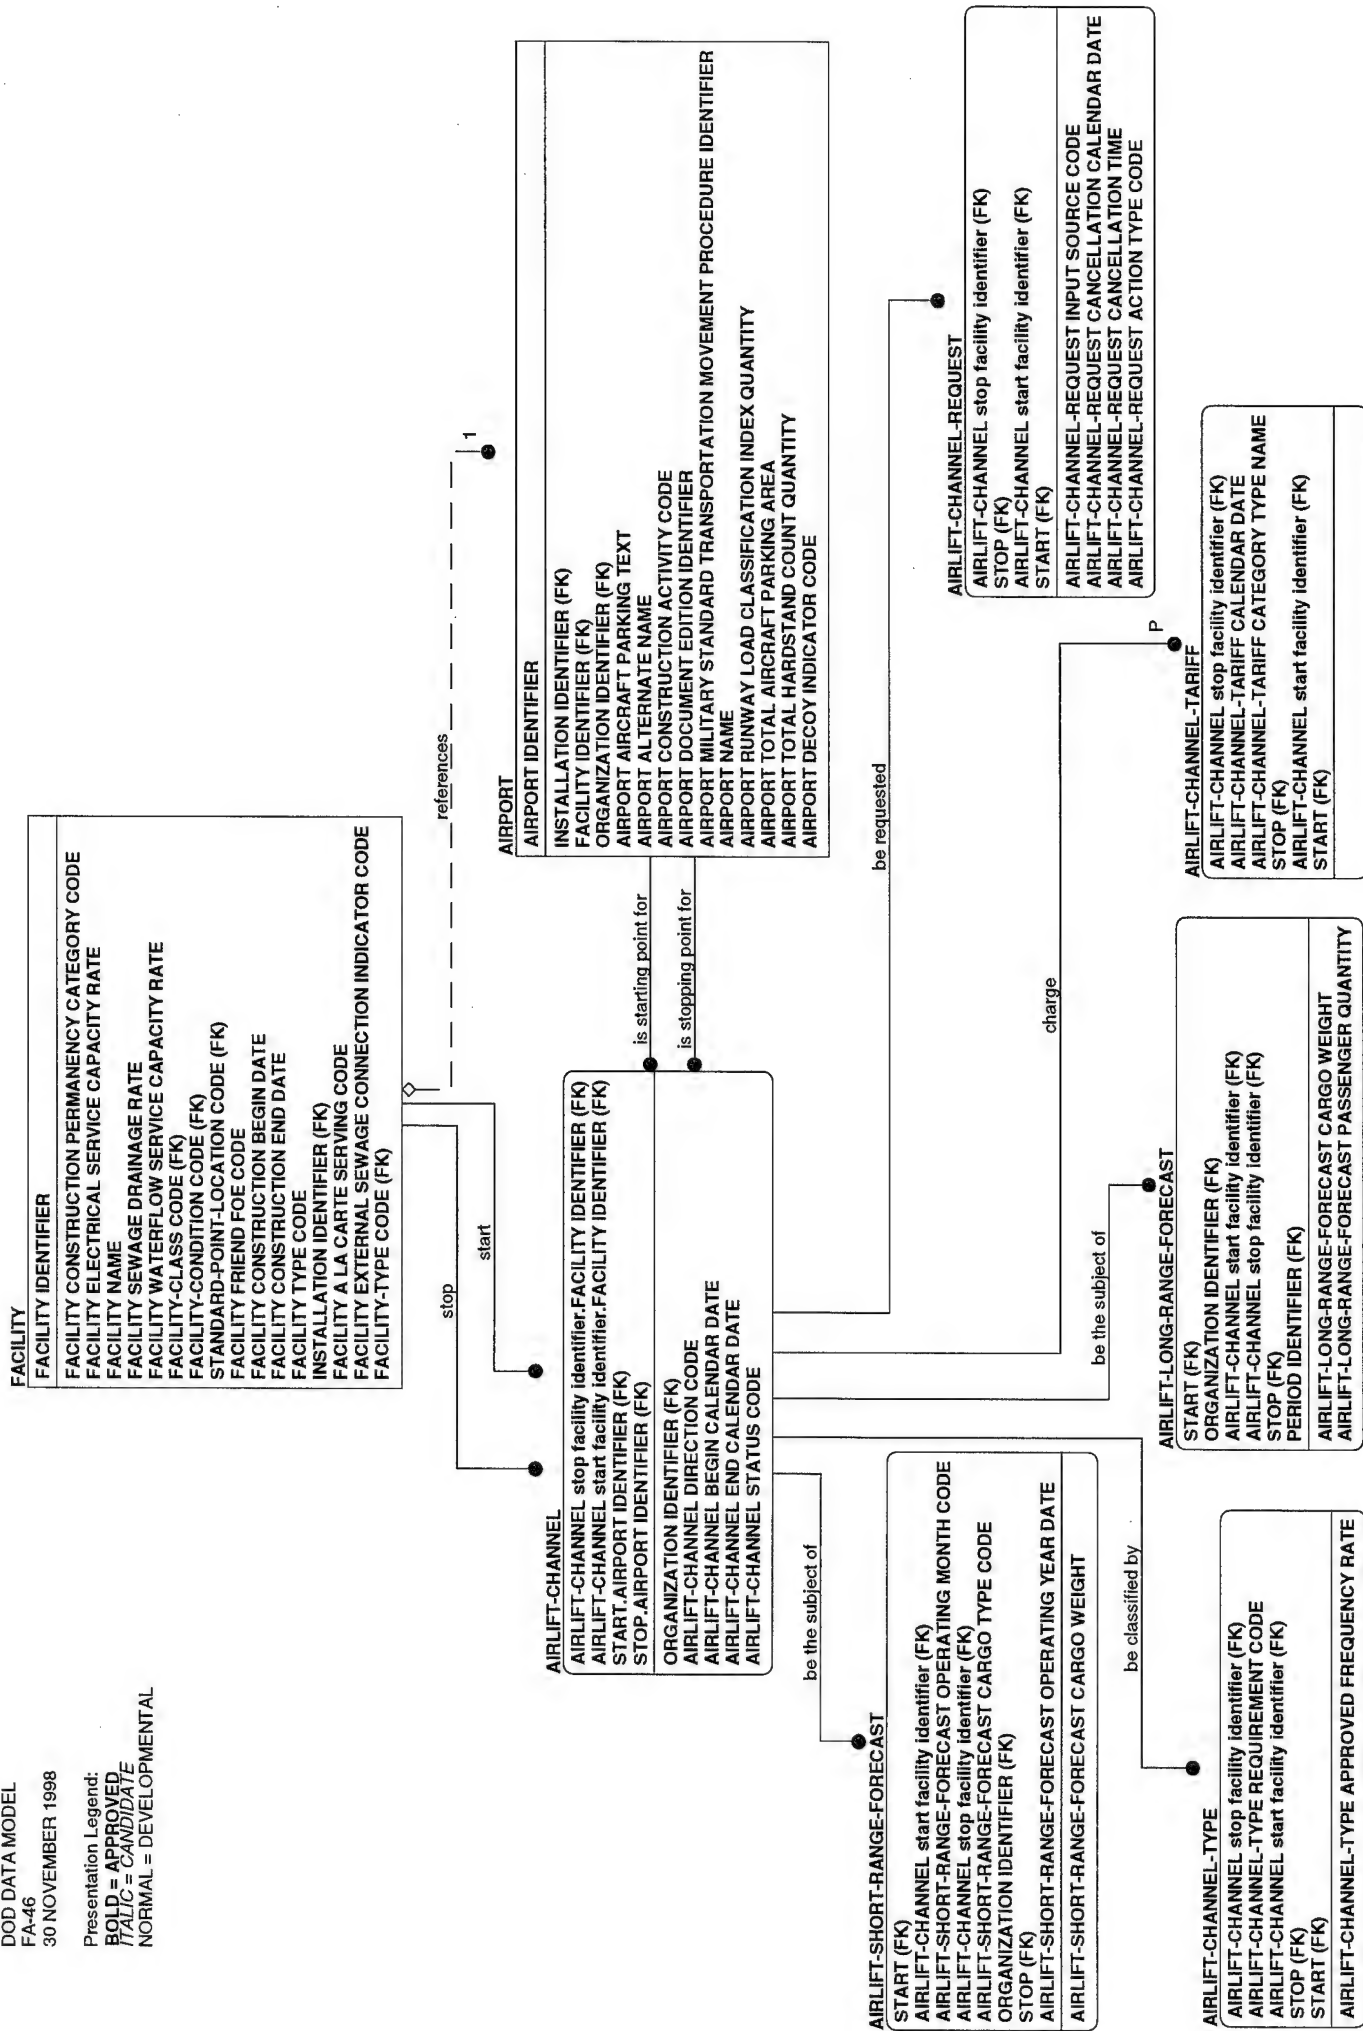 DOD DATA MODEL
FA-46
30 NOVEMBER 1998
Presentation Legend:
BOLD = APPROVED
ITALIC = CANDIDATE
NORMAL = DEVELOPMENTAL
FACILITY
FACILITY IDENTIFIER
FACILITY CONSTRUCTION PERMANENCY CATEGORY CODE
FACILITY ELECTRICAL SERVICE CAPACITY RATE
FACILITY NAME
FACILITY SEWAGE DRAINAGE RATE
FACILITY WATERFLOW SERVICE CAPACITY RATE
FACILITY-CLASS CODE (FK)
FACILITY-CONDITION CODE (FK)
STANDARD-POINT-LOCATION CODE (FK)
FACILITY FRIEND FOE CODE
FACILITY CONSTRUCTION BEGIN DATE
FACILITY CONSTRUCTION END DATE
FACILITY TYPE CODE
INSTALLATION IDENTIFIER (FK)
FACILITY A LA CARTE SERVING CODE
FACILITY EXTERNAL SEWAGE CONNECTION INDICATOR CODE
FACILITY-TYPE CODE (FK)
stop
start
references
1
AIRPORT
AIRPORT IDENTIFIER
INSTALLATION IDENTIFIER (FK)
FACILITY IDENTIFIER (FK)
ORGANIZATION IDENTIFIER (FK)
AIRPORT AIRCRAFT PARKING TEXT
AIRPORT ALTERNATE NAME
AIRPORT CONSTRUCTION ACTIVITY CODE
AIRPORT DOCUMENT EDITION IDENTIFIER
AIRPORT MILITARY STANDARD TRANSPORTATION MOVEMENT PROCEDURE IDENTIFIER
AIRPORT NAME
AIRPORT RUNWAY LOAD CLASSIFICATION INDEX QUANTITY
AIRPORT TOTAL AIRCRAFT PARKING AREA
AIRPORT TOTAL HARDSTAND COUNT QUANTITY
AIRPORT DECOY INDICATOR CODE
is starting point for
is stopping point for
AIRLIFT-CHANNEL
AIRLIFT-CHANNEL stop facility identifier.FACILITY IDENTIFIER (FK)
AIRLIFT-CHANNEL start facility identifier.FACILITY IDENTIFIER (FK)
START.AIRPORT IDENTIFIER (FK)
STOP.AIRPORT IDENTIFIER (FK)
ORGANIZATION IDENTIFIER (FK)
AIRLIFT-CHANNEL DIRECTION CODE
AIRLIFT-CHANNEL BEGIN CALENDAR DATE
AIRLIFT-CHANNEL END CALENDAR DATE
AIRLIFT-CHANNEL STATUS CODE
be the subject of
be classified by
be the subject of
charge
P
be requested
AIRLIFT-SHORT-RANGE-FORECAST
START (FK)
AIRLIFT-CHANNEL start facility identifier (FK)
AIRLIFT-SHORT-RANGE-FORECAST OPERATING MONTH CODE
AIRLIFT-CHANNEL stop facility identifier (FK)
AIRLIFT-SHORT-RANGE-FORECAST CARGO TYPE CODE
ORGANIZATION IDENTIFIER (FK)
STOP (FK)
AIRLIFT-SHORT-RANGE-FORECAST OPERATING YEAR DATE
AIRLIFT-SHORT-RANGE-FORECAST CARGO WEIGHT
AIRLIFT-CHANNEL-REQUEST
AIRLIFT-CHANNEL stop facility identifier (FK)
STOP (FK)
AIRLIFT-CHANNEL start facility identifier (FK)
START (FK)
AIRLIFT-CHANNEL-REQUEST INPUT SOURCE CODE
AIRLIFT-CHANNEL-REQUEST CANCELLATION CALENDAR DATE
AIRLIFT-CHANNEL-REQUEST CANCELLATION TIME
AIRLIFT-CHANNEL-REQUEST ACTION TYPE CODE
AIRLIFT-CHANNEL-TYPE
AIRLIFT-CHANNEL stop facility identifier (FK)
AIRLIFT-CHANNEL-TYPE REQUIREMENT CODE
AIRLIFT-CHANNEL start facility identifier (FK)
STOP (FK)
START (FK)
AIRLIFT-CHANNEL-TYPE APPROVED FREQUENCY RATE
AIRLIFT-LONG-RANGE-FORECAST
START (FK)
ORGANIZATION IDENTIFIER (FK)
AIRLIFT-CHANNEL start facility identifier (FK)
AIRLIFT-CHANNEL stop facility identifier (FK)
STOP (FK)
PERIOD IDENTIFIER (FK)
AIRLIFT-LONG-RANGE-FORECAST CARGO WEIGHT
AIRLIFT-LONG-RANGE-FORECAST PASSENGER QUANTITY
AIRLIFT-CHANNEL-TARIFF
AIRLIFT-CHANNEL stop facility identifier (FK)
AIRLIFT-CHANNEL-TARIFF CALENDAR DATE
AIRLIFT-CHANNEL-TARIFF CATEGORY TYPE NAME
STOP (FK)
AIRLIFT-CHANNEL start facility identifier (FK)
START (FK)